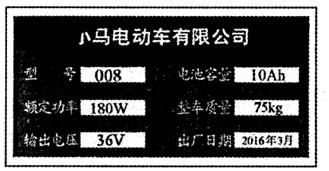 小马电动车有限公司
型 号 008 电池容量 10Ah
额定功率 180W 整车质量 75kg
输出电压 36V 出厂日期 2016年3月